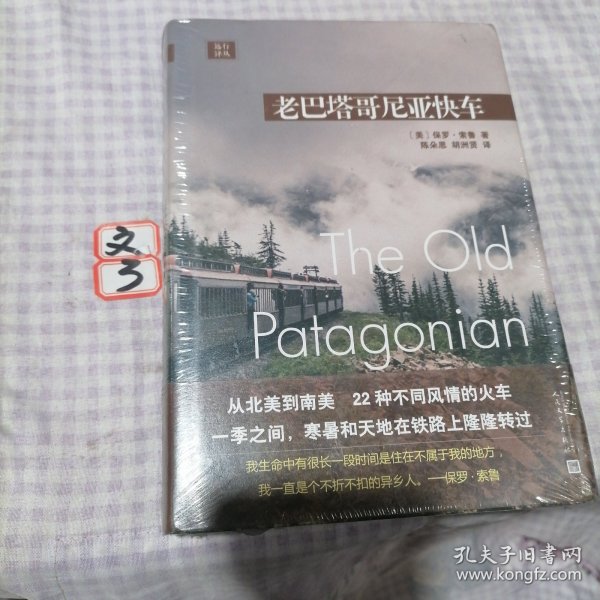 远行
译丛
老巴塔哥尼亚快车
〔美〕保罗·索鲁 著
陈朵思 胡洲贤 译
The Old
Patagonian
从北美到南美 22种不同风情的火车
一季之间，寒暑和天地在铁路上隆隆转过
我生命中有很长一段时间是住在不属于我的地方，
我一直是个不折不扣的异乡人。——保罗·索鲁
文
3
孔夫子旧书网
www.kongfz.com